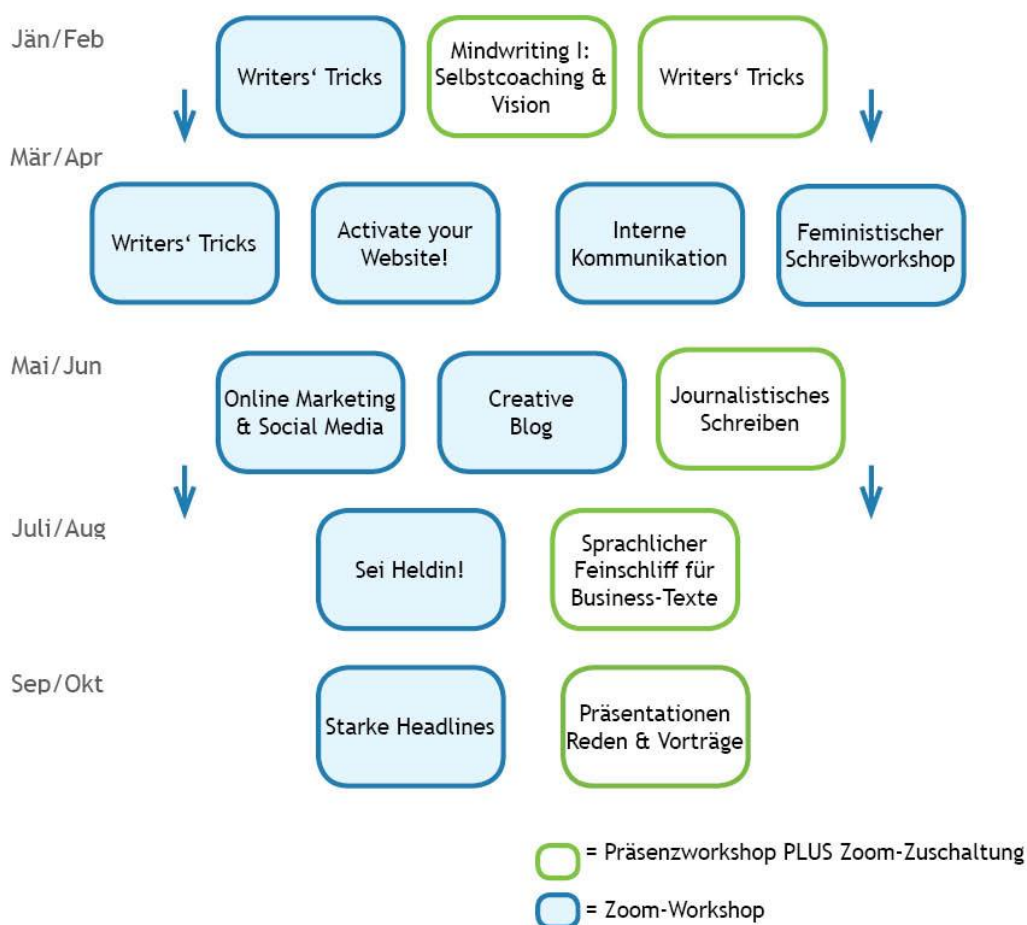 Jän/Feb
Writers‘ Tricks
Mindwriting I:
Selbstcoaching &
Vision
Writers‘ Tricks
Mär/Apr
Writers‘ Tricks
Activate your
Website!
Interne
Kommunikation
Feministischer
Schreibworkshop
Mai/Jun
Online Marketing
& Social Media
Creative
Blog
Journalistisches
Schreiben
Juli/Aug
Sei Heldin!
Sprachlicher
Feinschliff für
Business-Texte
Sep/Okt
Starke Headlines
Präsentationen
Reden & Vorträge
= Präsenzworkshop PLUS Zoom-Zuschaltung
= Zoom-Workshop